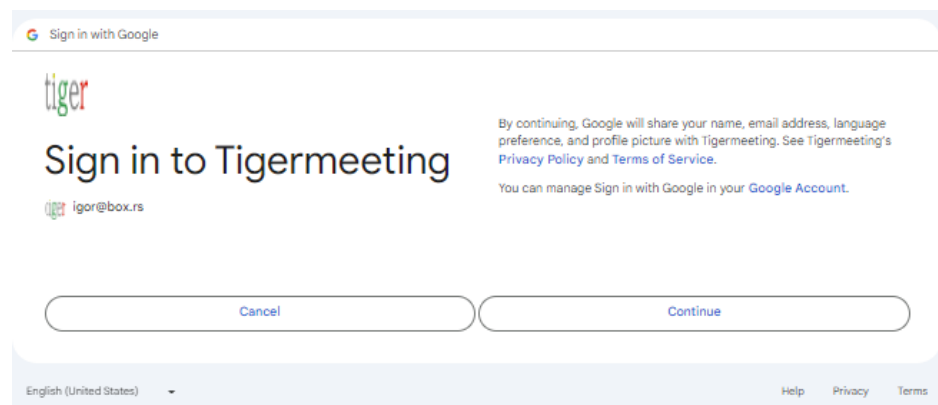 Sign in with Google
tiger
Sign in to Tigermeeting
tiger igor@box.rs
By continuing, Google will share your name, email address, language
preference, and profile picture with Tigermeeting. See Tigermeeting's
Privacy Policy and Terms of Service.
You can manage Sign in with Google in your Google Account.
Cancel
Continue
English (United States)
Help Privacy Terms